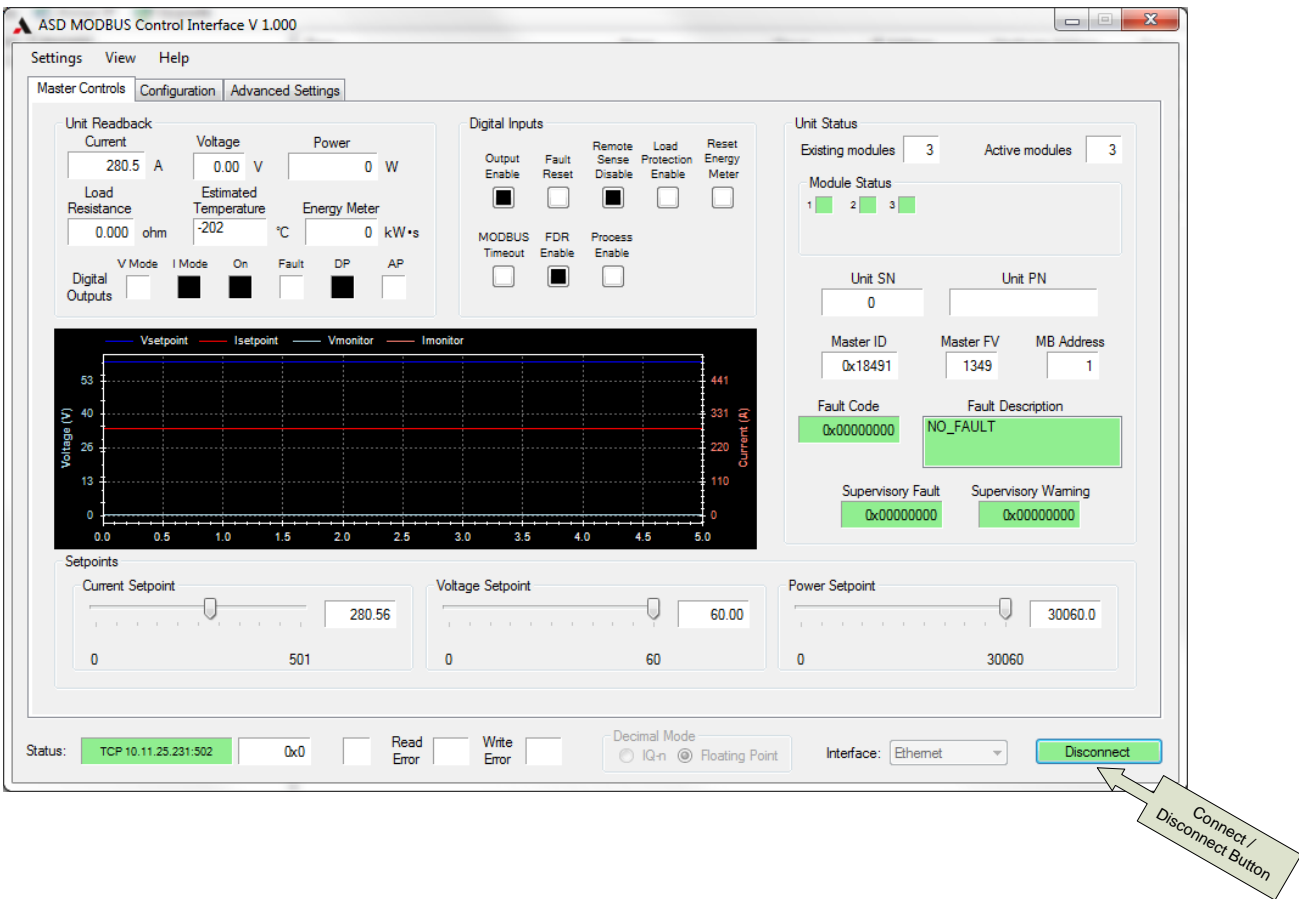 ASD MODBUS Control Interface V 1.000
Settings View Help
Master Controls Configuration Advanced Settings
Unit Readback
Current Voltage Power
280.5 A 0.00 V 0 W
Load Resistance Estimated Temperature Energy Meter
0.000 ohm -202 °C 0 kW•s
V Mode I Mode On Fault DP AP
Digital Outputs
Digital Inputs
Output Enable Fault Reset Remote Sense Disable Load Protection Enable Reset Energy Meter
MODBUS Timeout FDR Enable Process Enable
Unit Status
Existing modules 3 Active modules 3
Module Status
1 2 3
Unit SN Unit PN
0
Master ID Master FV MB Address
0x18491 1349 1
Fault Code Fault Description
0x00000000 NO_FAULT
Supervisory Fault Supervisory Warning
0x00000000 0x00000000
Vsetpoint Isetpoint Vmonitor Imonitor
Voltage (V)
53
40
26
13
0
441
331
220
110
0
Current (A)
0.0 0.5 1.0 1.5 2.0 2.5 3.0 3.5 4.0 4.5 5.0
Setpoints
Current Setpoint
280.56
0 501
Voltage Setpoint
60.00
0 60
Power Setpoint
30060.0
0 30060
Status: TCP 10.11.25.231:502 0x0 Read Error Write Error
Decimal Mode
IQ-n Floating Point
Interface: Ethernet Disconnect
Connect /
Disconnect Button